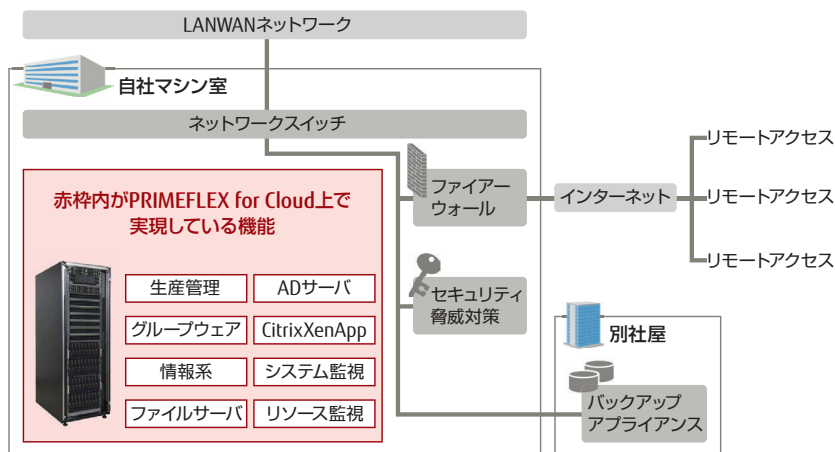 LANWANネットワーク
自社マシン室
ネットワークスイッチ
赤枠内がPRIMEFLEX for Cloud上で
実現している機能
生産管理
ADサーバ
グループウェア
CitrixXenApp
情報系
システム監視
ファイルサーバ
リソース監視
ファイアー
ウォール
インターネット
リモートアクセス
リモートアクセス
リモートアクセス
セキュリティ
脅威対策
別社屋
バックアップ
アプライアンス